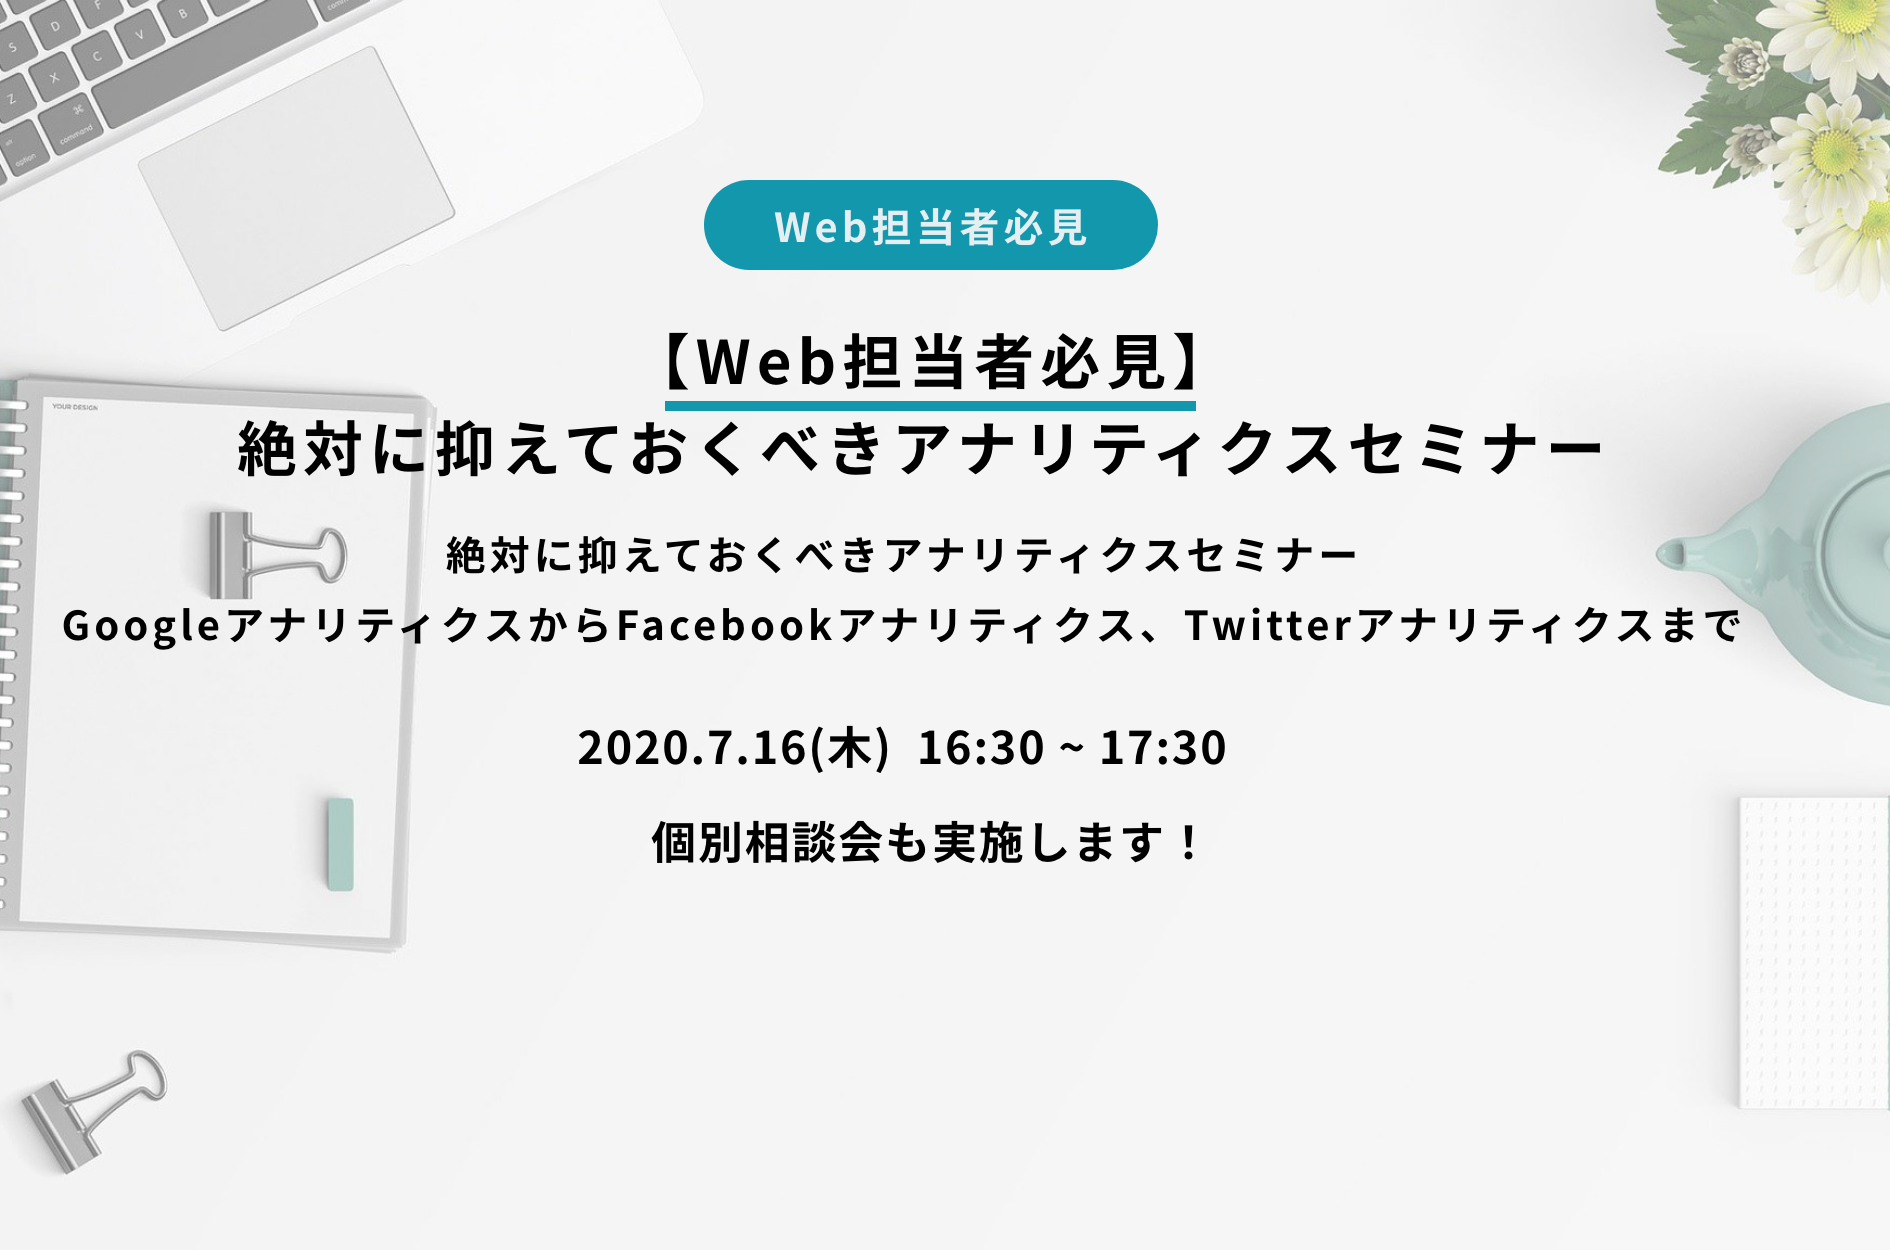 S D F
Z X C V B
⌘
command
command
alt
option
Web担当者必見
【Web担当者必見】
絶対に抑えておくべきアナリティクスセミナー
YOUR DESIGN
絶対に抑えておくべきアナリティクスセミナー
GoogleアナリティクスからFacebookアナリティクス、Twitterアナリティクスまで
2020.7.16(木) 16:30 ~ 17:30
個別相談会も実施します！